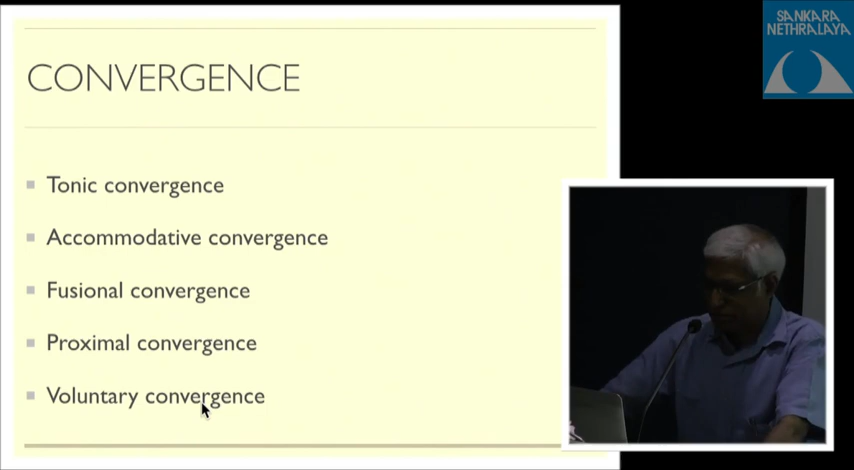 SANKARA
NETHRALAYA
CONVERGENCE
Tonic convergence
Accommodative convergence
Fusional convergence
Proximal convergence
Voluntary convergence